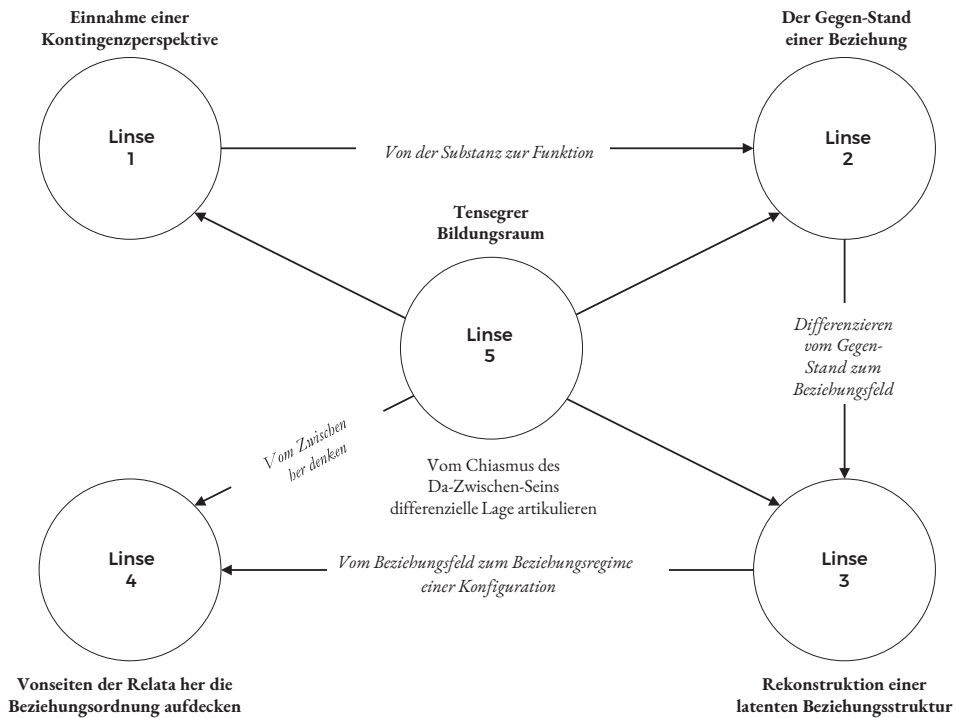 Einnahme einer
Kontingenzperspektive
Der Gegen-Stand
einer Beziehung
Linse
1
Von der Substanz zur Funktion
Linse
2
Tensegrer
Bildungsraum
Linse
5
Differenzieren
vom Gegen-
Stand zum
Beziehungsfeld
Vom Zwischen
her denken
Vom Chiasmus des
Da-Zwischen-Seins
differenzielle Lage artikulieren
Linse
4
Vom Beziehungsfeld zum Beziehungsregime
einer Konfiguration
Linse
3
Vonseiten der Relata her die
Beziehungsordnung aufdecken
Rekonstruktion einer
latenten Beziehungsstruktur